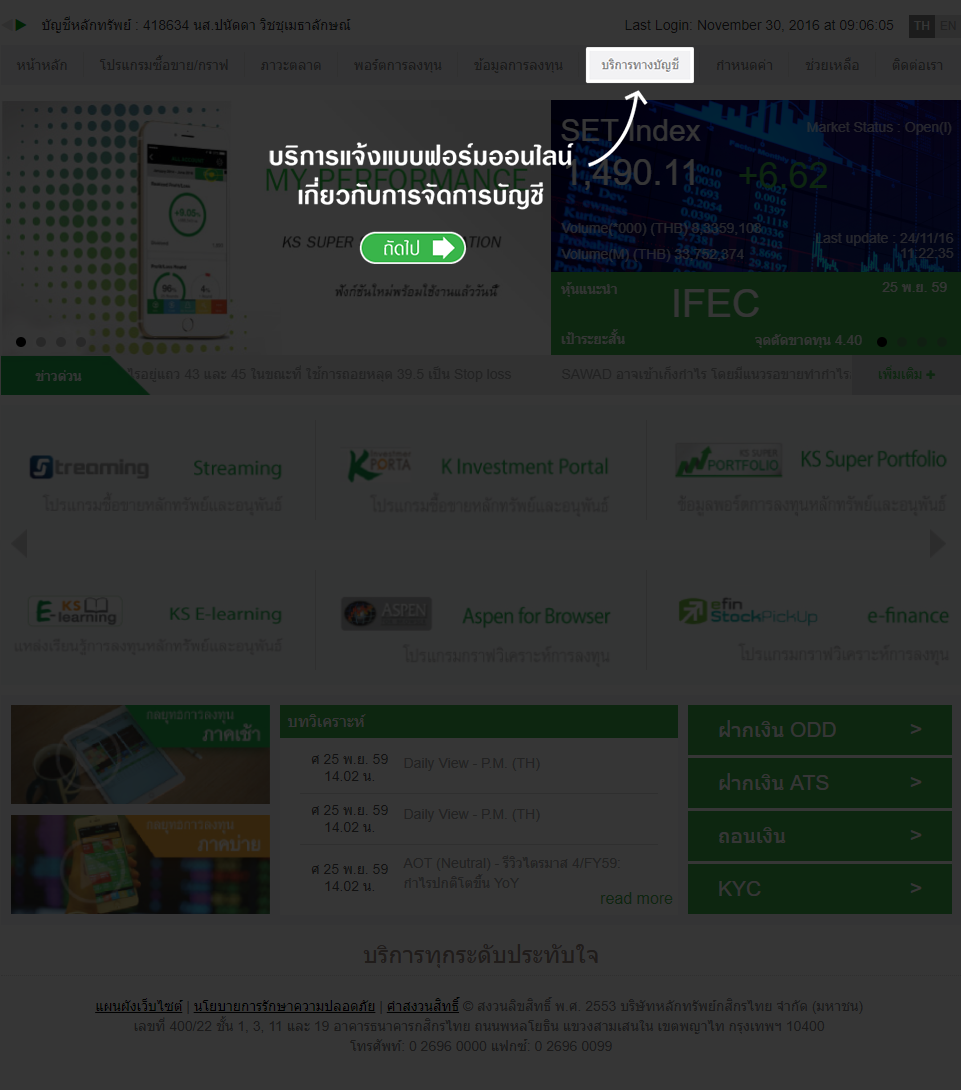 บัญชีหลักทรัพย์ : 418634 นส.ปนัดดา วิชชุเมธาลักษณ์
Last Login: November 30, 2016 at 09:06:05
TH EN
หน้าหลัก โปรแกรมซื้อขาย/กราฟ ภาวะตลาด พอร์ตการลงทุน ข้อมูลการลงทุน บริการทางบัญชี กำหนดค่า ช่วยเหลือ ติดต่อเรา
บริการแจ้งแบบฟอร์มออนไลน์
เกี่ยวกับการจัดการบัญชี
ถัดไป
MY PERFORMANCE
KS SUPER
ฟังก์ชันใหม่พร้อมใช้งานแล้ววันนี้
SET Index
Market Status : Open(I)
1,490.11 +6.62
Volume(*000) (THB) 8,3359,108
Volume(M) (THB) 33,752,374
Last update : 24/11/16
11:22:35
หุ้นแนะนำ
IFEC
25 พ.ย. 59
เป้าระยะสั้น
จุดตัดขาดทุน 4.40
ข่าวด่วน
อยู่แถว 43 และ 45 ในขณะที่ ใช้การถอยหลุด 39.5 เป็น Stop loss
SAWAD อาจเข้าเก็งกำไร โดยมีแนวรอขายทำกำไร
เพิ่มเติม +
Streaming
Streaming
โปรแกรมซื้อขายหลักทรัพย์และอนุพันธ์
K Investment Portal
โปรแกรมซื้อขายหลักทรัพย์และอนุพันธ์
KS SUPER
PORTFOLIO
KS Super Portfolio
ข้อมูลพอร์ตการลงทุนหลักทรัพย์และอนุพันธ์
E-KS learning
KS E-learning
แหล่งเรียนรู้การลงทุนหลักทรัพย์และอนุพันธ์
ASPEN
Aspen for Browser
โปรแกรมกราฟวิเคราะห์การลงทุน
efin
StockPickUp
e-finance
โปรแกรมกราฟวิเคราะห์การลงทุน
กลยุทธ์การลงทุน
ภาคเช้า
กลยุทธ์การลงทุน
ภาคบ่าย
บทวิเคราะห์
ศ 25 พ.ย. 59
14.02 น.
Daily View - P.M. (TH)
ศ 25 พ.ย. 59
14.02 น.
Daily View - P.M. (TH)
ศ 25 พ.ย. 59
14.02 น.
AOT (Neutral) - รีวิวไตรมาส 4/FY59:
กำไรปกติโตขึ้น YoY
read more
ฝากเงิน ODD >
ฝากเงิน ATS >
ถอนเงิน >
KYC >
บริการทุกระดับประทับใจ
แผนผังเว็บไซต์ | นโยบายการรักษาความปลอดภัย | ศาสงวนสิทธิ์ © สงวนลิขสิทธิ์ พ.ศ. 2553 บริษัทหลักทรัพย์กสิกรไทย จำกัด (มหาชน)
เลขที่ 400/22 ชั้น 1, 3, 11 และ 19 อาคารธนาคารกสิกรไทย ถนนพหลโยธิน แขวงสามเสนใน เขตพญาไท กรุงเทพฯ 10400
โทรศัพท์: 0 2696 0000 แฟกซ์: 0 2696 0099